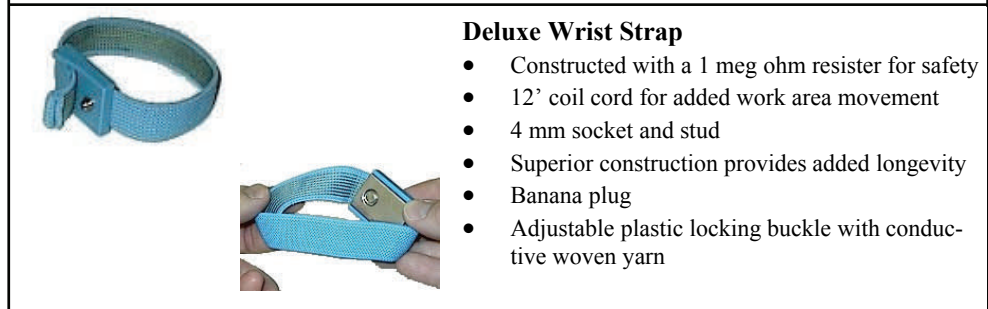 Deluxe Wrist Strap
• Constructed with a 1 meg ohm resister for safety
• 12’ coil cord for added work area movement
• 4 mm socket and stud
• Superior construction provides added longevity
• Banana plug
• Adjustable plastic locking buckle with conduc-
tive woven yarn